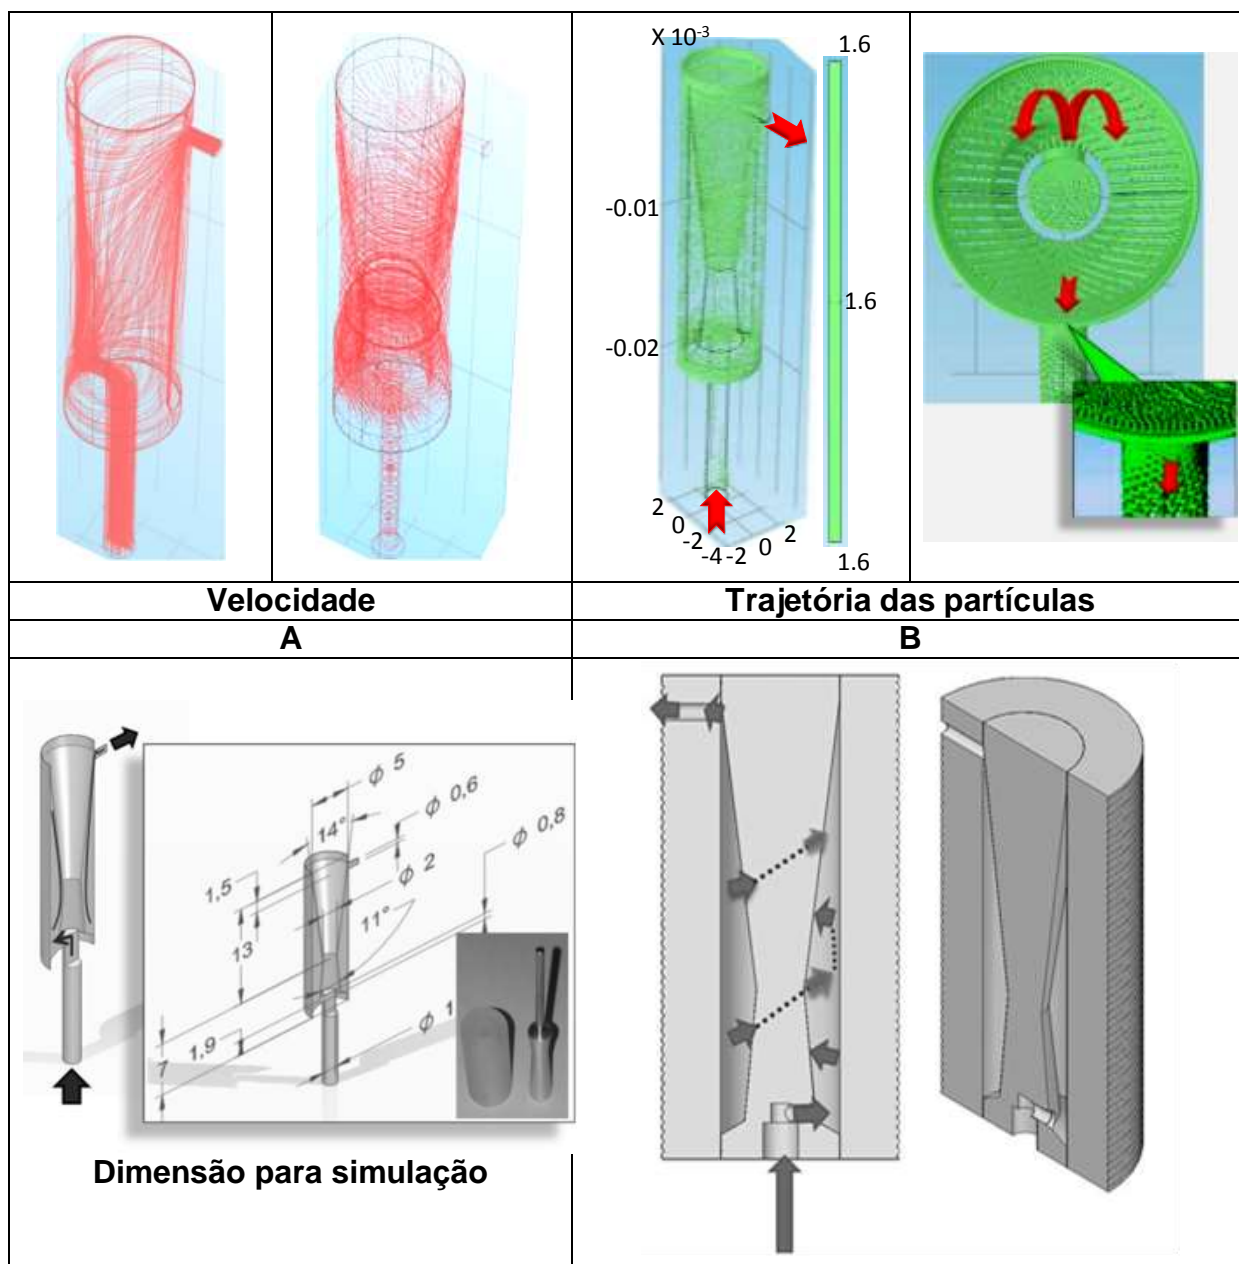 X 10⁻³
1.6
-0.01
1.6
-0.02
2
0
-2
-4
-2
0
2
1.6
Velocidade
Trajetória das partículas
A
B
ϕ 5
ϕ 0,6
14°
ϕ 0,8
1,5
ϕ 2
13
11°
ϕ 1
1,9
7
Dimensão para simulação